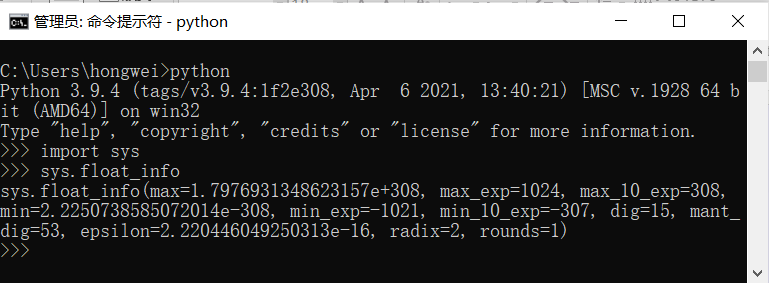 管理员: 命令提示符 - python
C:\Users\hongwei>python
Python 3.9.4 (tags/v3.9.4:1f2e308, Apr  6 2021, 13:40:21) [MSC v.1928 64 b
it (AMD64)] on win32
Type "help", "copyright", "credits" or "license" for more information.
>>> import sys
>>> sys.float_info
sys.float_info(max=1.7976931348623157e+308, max_exp=1024, max_10_exp=308,
min=2.2250738585072014e-308, min_exp=-1021, min_10_exp=-307, dig=15, mant_
dig=53, epsilon=2.220446049250313e-16, radix=2, rounds=1)
>>>